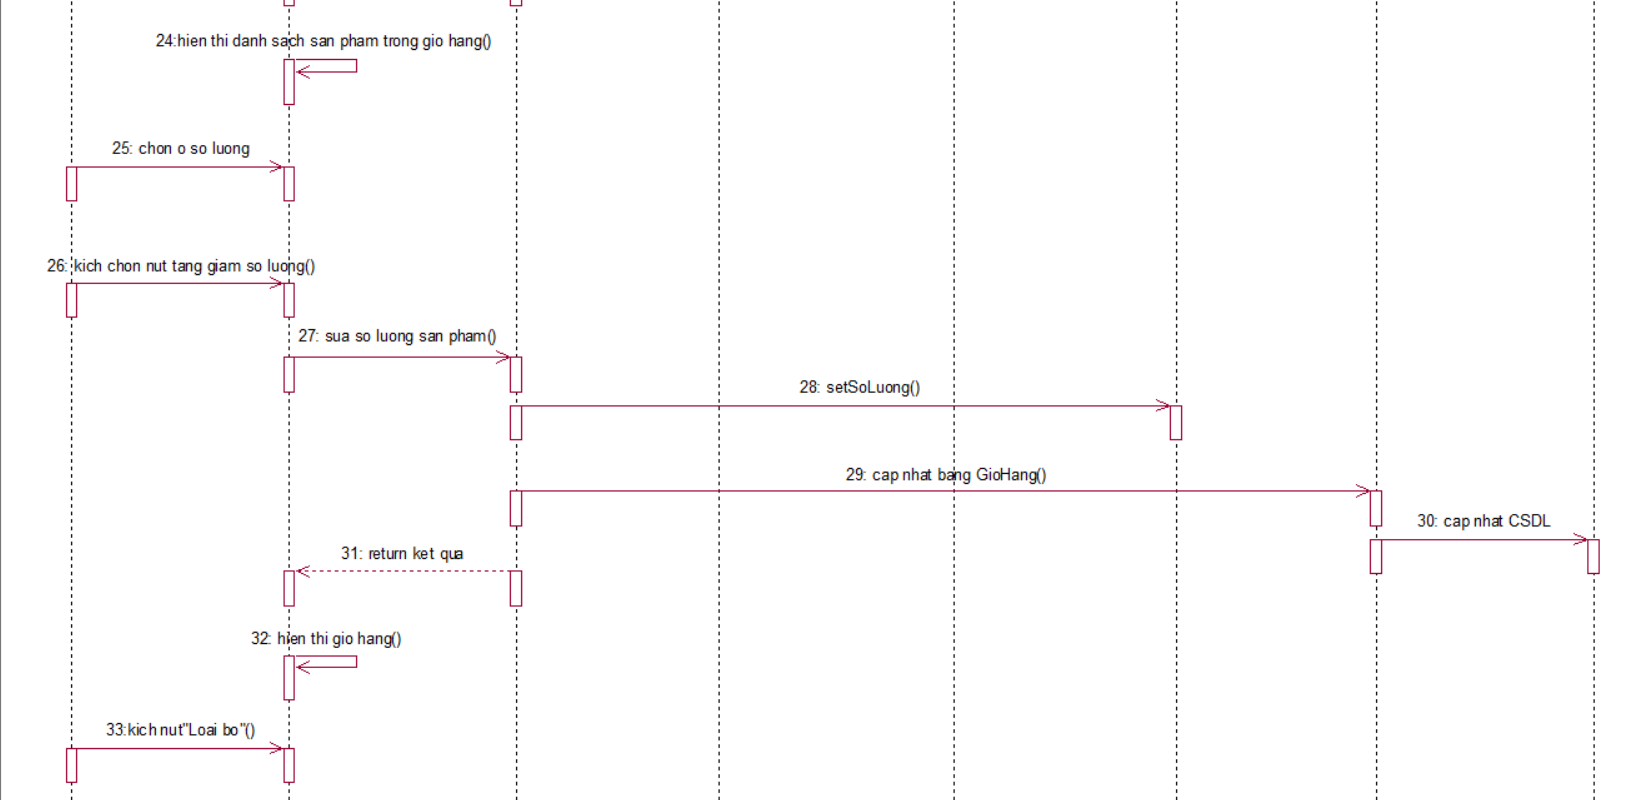 24:hien thi danh sach san pham trong gio hang()
25: chon o so luong
26: kich chon nut tang giam so luong()
27: sua so luong san pham()
28: setSoLuong()
29: cap nhat bang GioHang()
30: cap nhat CSDL
31: return ket qua
32: hien thi gio hang()
33:kich nut"Loai bo"()